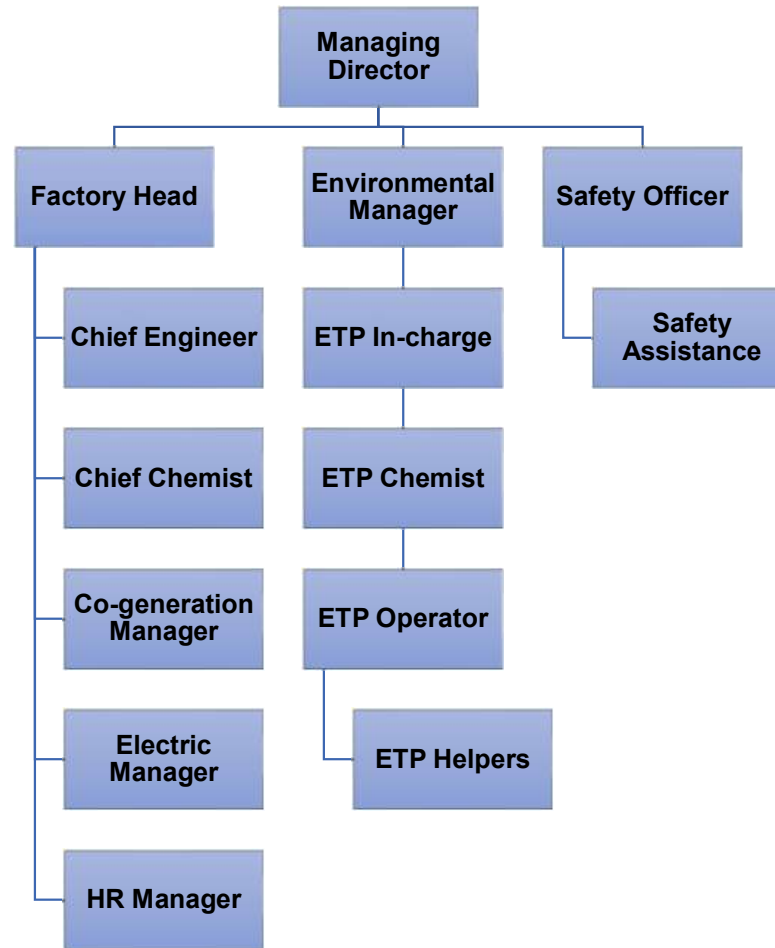 Managing
Director
Factory Head
Environmental
Manager
Safety Officer
Chief Engineer
ETP In-charge
Safety
Assistance
Chief Chemist
ETP Chemist
Co-generation
Manager
ETP Operator
Electric
Manager
ETP Helpers
HR Manager